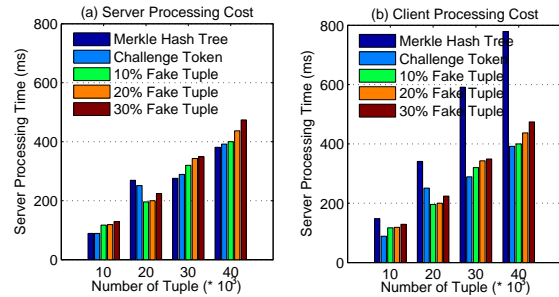 (a) Server Processing Cost
800
600
400
200
0
Server Processing Time (ms)
Merkle Hash Tree
Challenge Token
10% Fake Tuple
20% Fake Tuple
30% Fake Tuple
10 20 30 40
Number of Tuple (* 10³)
(b) Client Processing Cost
800
600
400
200
0
Server Processing Time (ms)
Merkle Hash Tree
Challenge Token
10% Fake Tuple
20% Fake Tuple
30% Fake Tuple
10 20 30 40
Number of Tuple (* 10³)